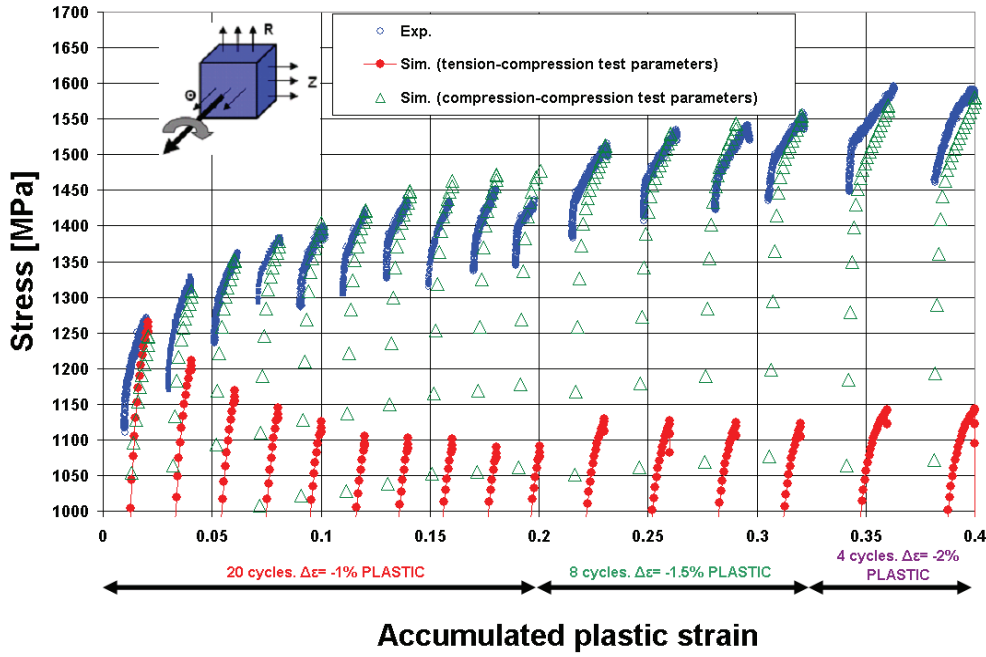 1700
1650
1600
1550
1500
1450
1400
1350
1300
1250
1200
1150
1100
1050
1000
Stress [MPa]
R
Z
Θ
Exp.
Sim. (tension-compression test parameters)
Sim. (compression-compression test parameters)
0 0.05 0.1 0.15 0.2 0.25 0.3 0.35 0.4
20 cycles. Δε= -1% PLASTIC
8 cycles. Δε= -1.5% PLASTIC
4 cycles. Δε= -2%
PLASTIC
Accumulated plastic strain